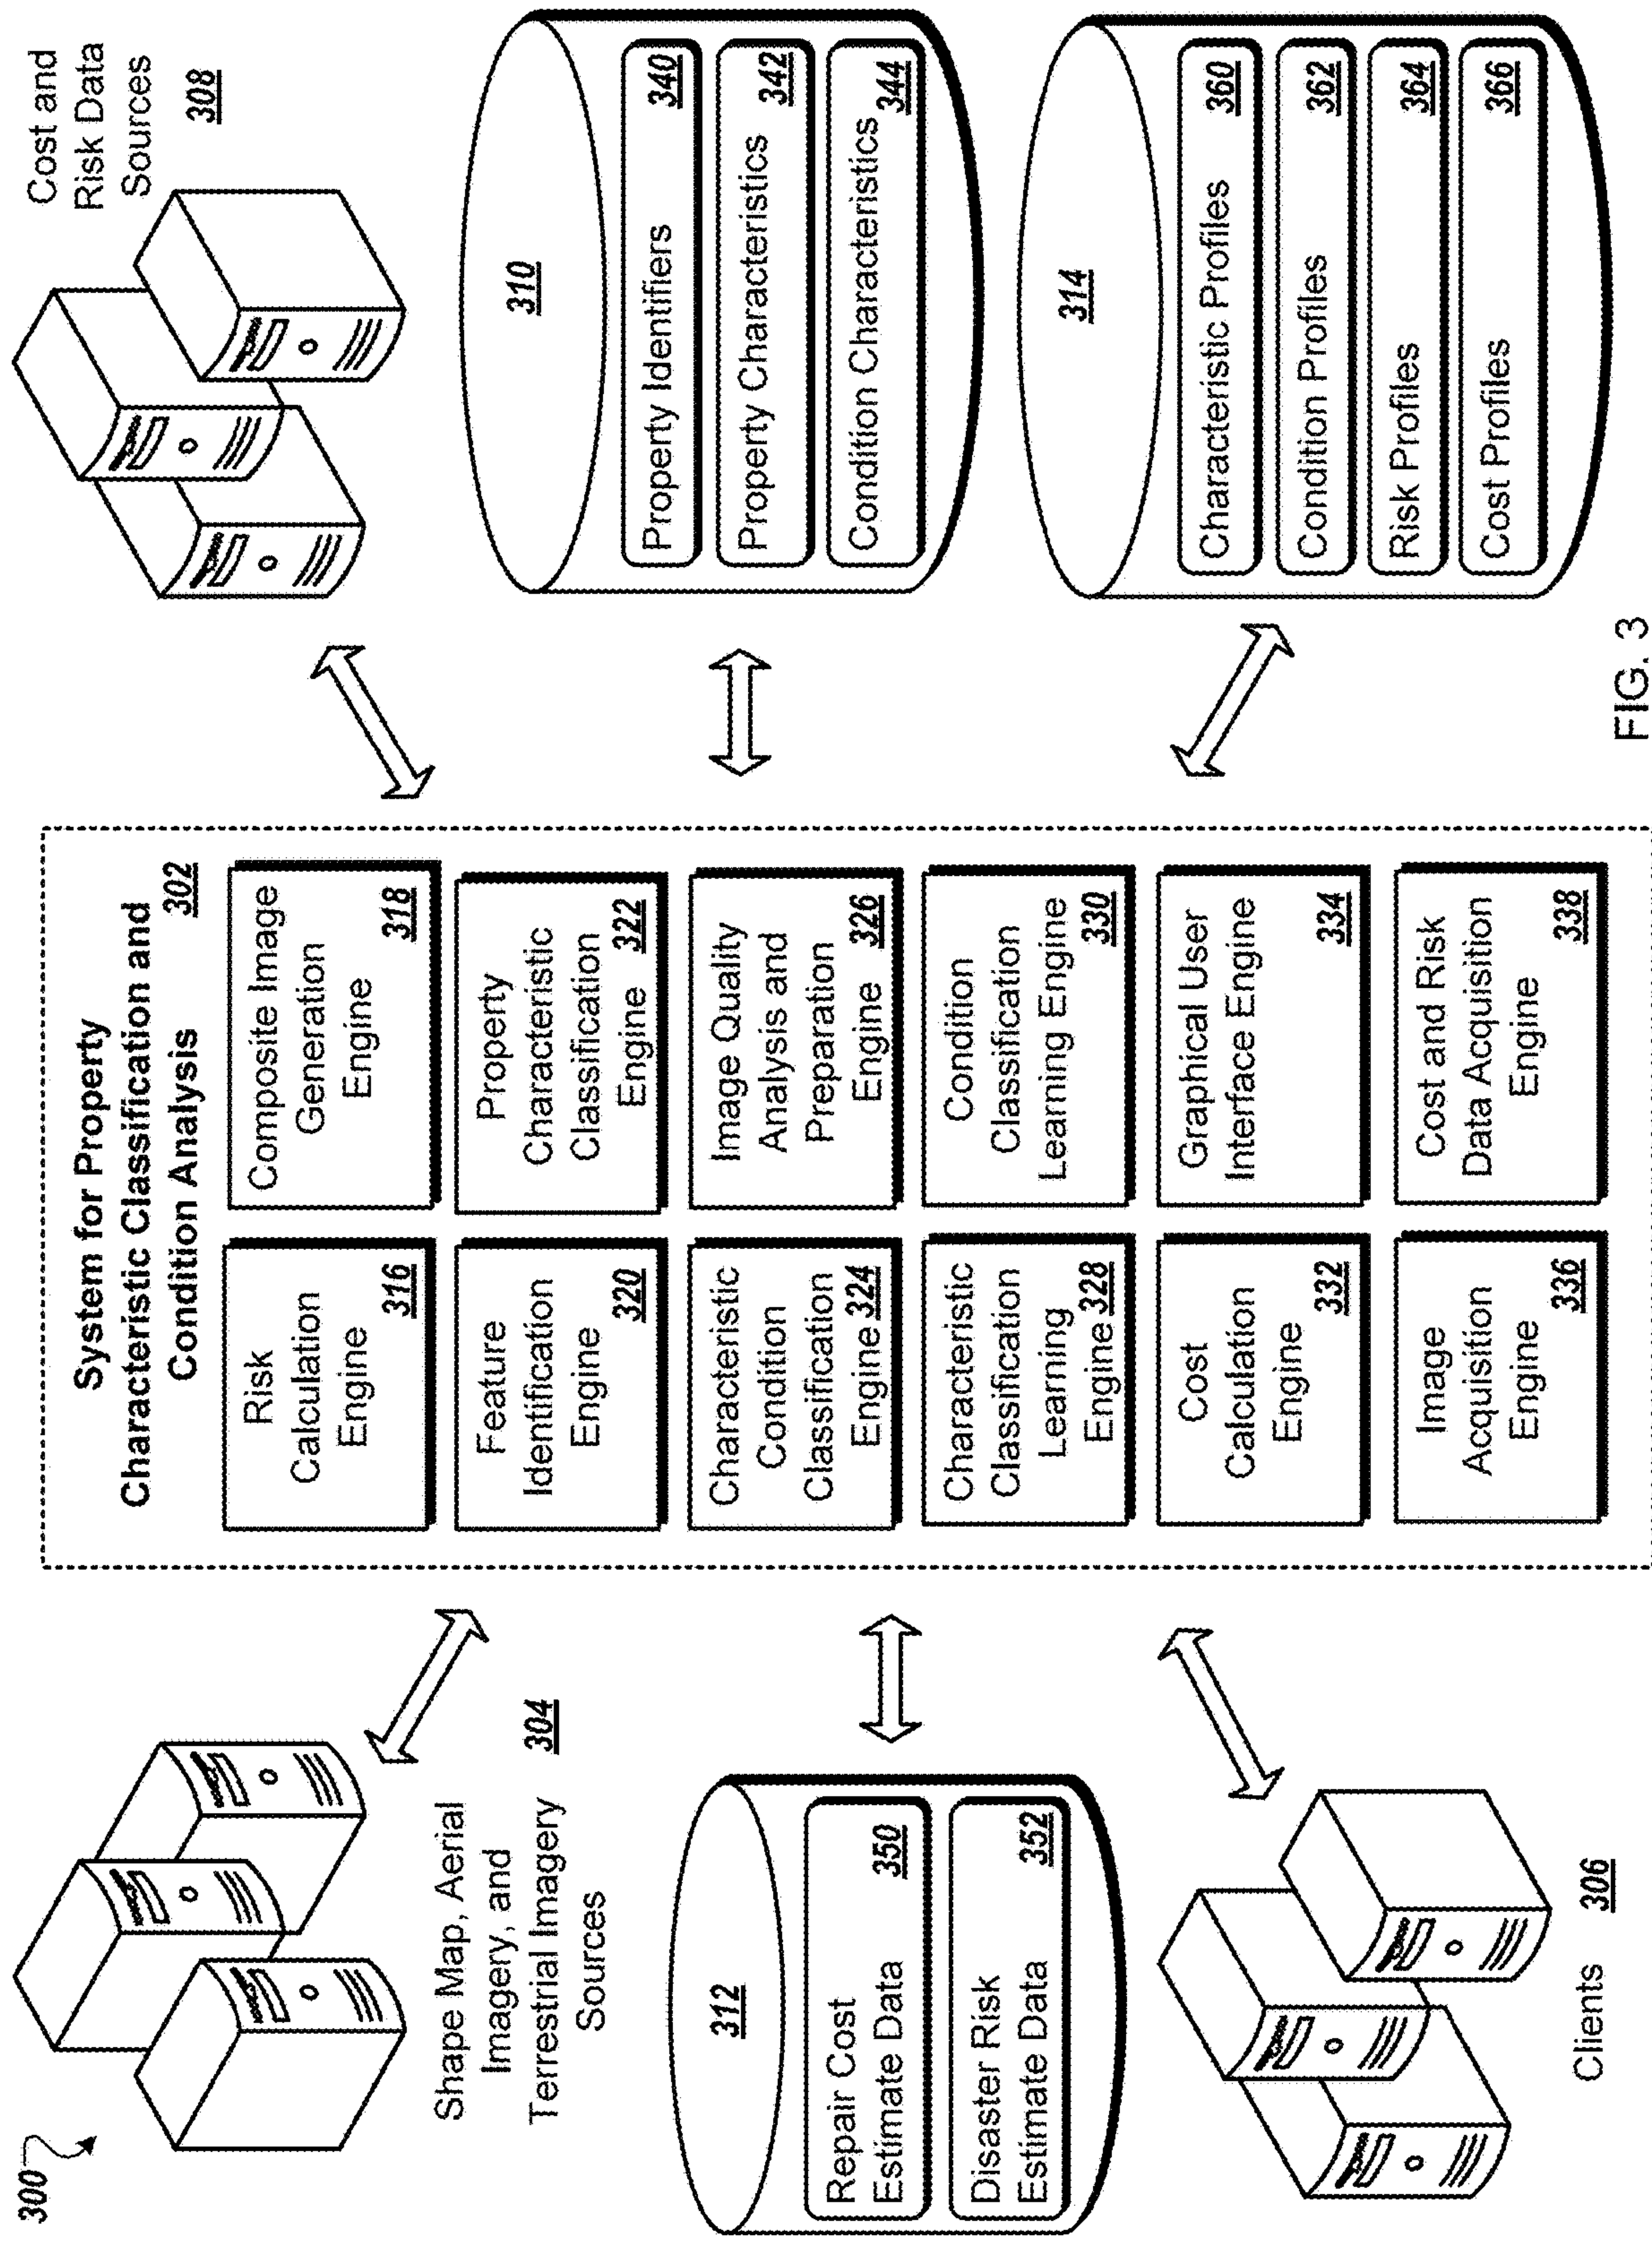 300
Shape Map, Aerial
Imagery, and
Terrestrial Imagery
Sources
304
312
Repair Cost
Estimate Data
350
Disaster Risk
Estimate Data
352
Clients
306
System for Property
Characteristic Classification and
Condition Analysis
302
Risk
Calculation
Engine
316
Composite Image
Generation
Engine
318
Feature
Identification
Engine
320
Property
Characteristic
Classification
Engine
322
Characteristic
Condition
Classification
Engine
324
Image Quality
Analysis and
Preparation
Engine
326
Characteristic
Classification
Learning
Engine
328
Condition
Classification
Learning Engine
330
Cost
Calculation
Engine
332
Graphical User
Interface Engine
334
Image
Acquisition
Engine
336
Cost and Risk
Data Acquisition
Engine
338
Cost and
Risk Data
Sources
308
310
Property Identifiers
340
Property Characteristics
342
Condition Characteristics
344
314
Characteristic Profiles
360
Condition Profiles
362
Risk Profiles
364
Cost Profiles
366
FIG. 3